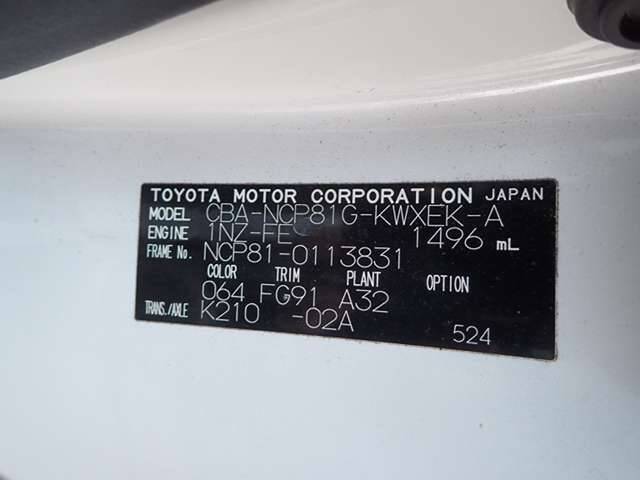 TOYOTA MOTOR CORPORATION JAPAN
MODEL CBA-NCP81G-KWXEK-A
ENGINE 1NZ-FE 1496 mL
FRAME No. NCP81-0113831
COLOR TRIM PLANT OPTION
064 FG91 A32
TRANS./AXLE K210 -02A
524